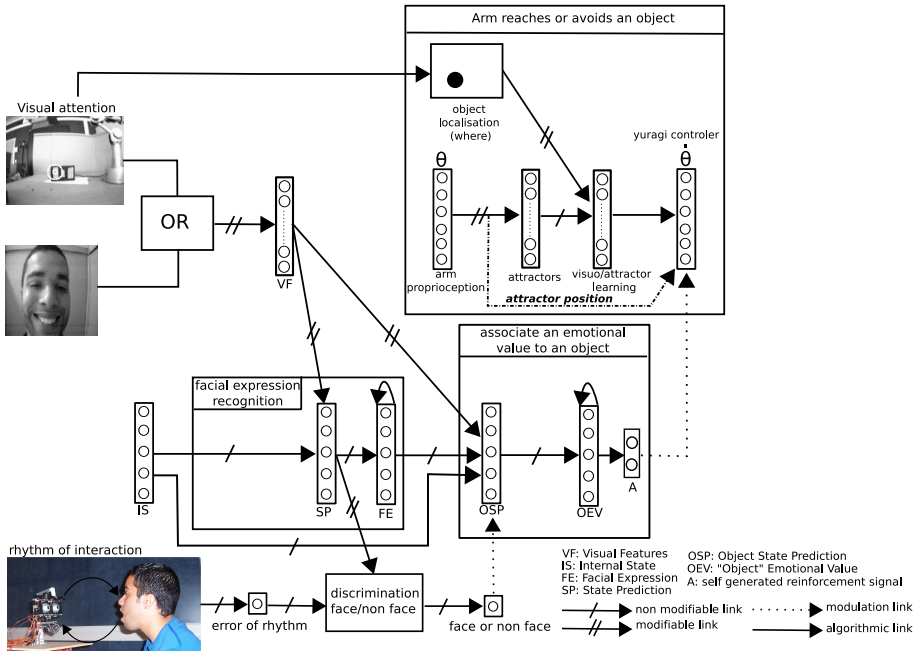 Arm reaches or avoids an object
Visual attention
object
localisation
(where)
yuragi controler
θ
θ
OR
VF
arm
proprioception
attractors
visuo/attractor
learning
attractor position
associate an emotional
value to an object
facial expression
recognition
IS
SP
FE
OSP
OEV
A
rhythm of interaction
error of rhythm
discrimination
face/non face
face or non face
VF: Visual Features
IS: Internal State
FE: Facial Expression
SP: State Prediction
OSP: Object State Prediction
OEV: "Object" Emotional Value
A: self generated reinforcement signal
non modifiable link
modifiable link
modulation link
algorithmic link